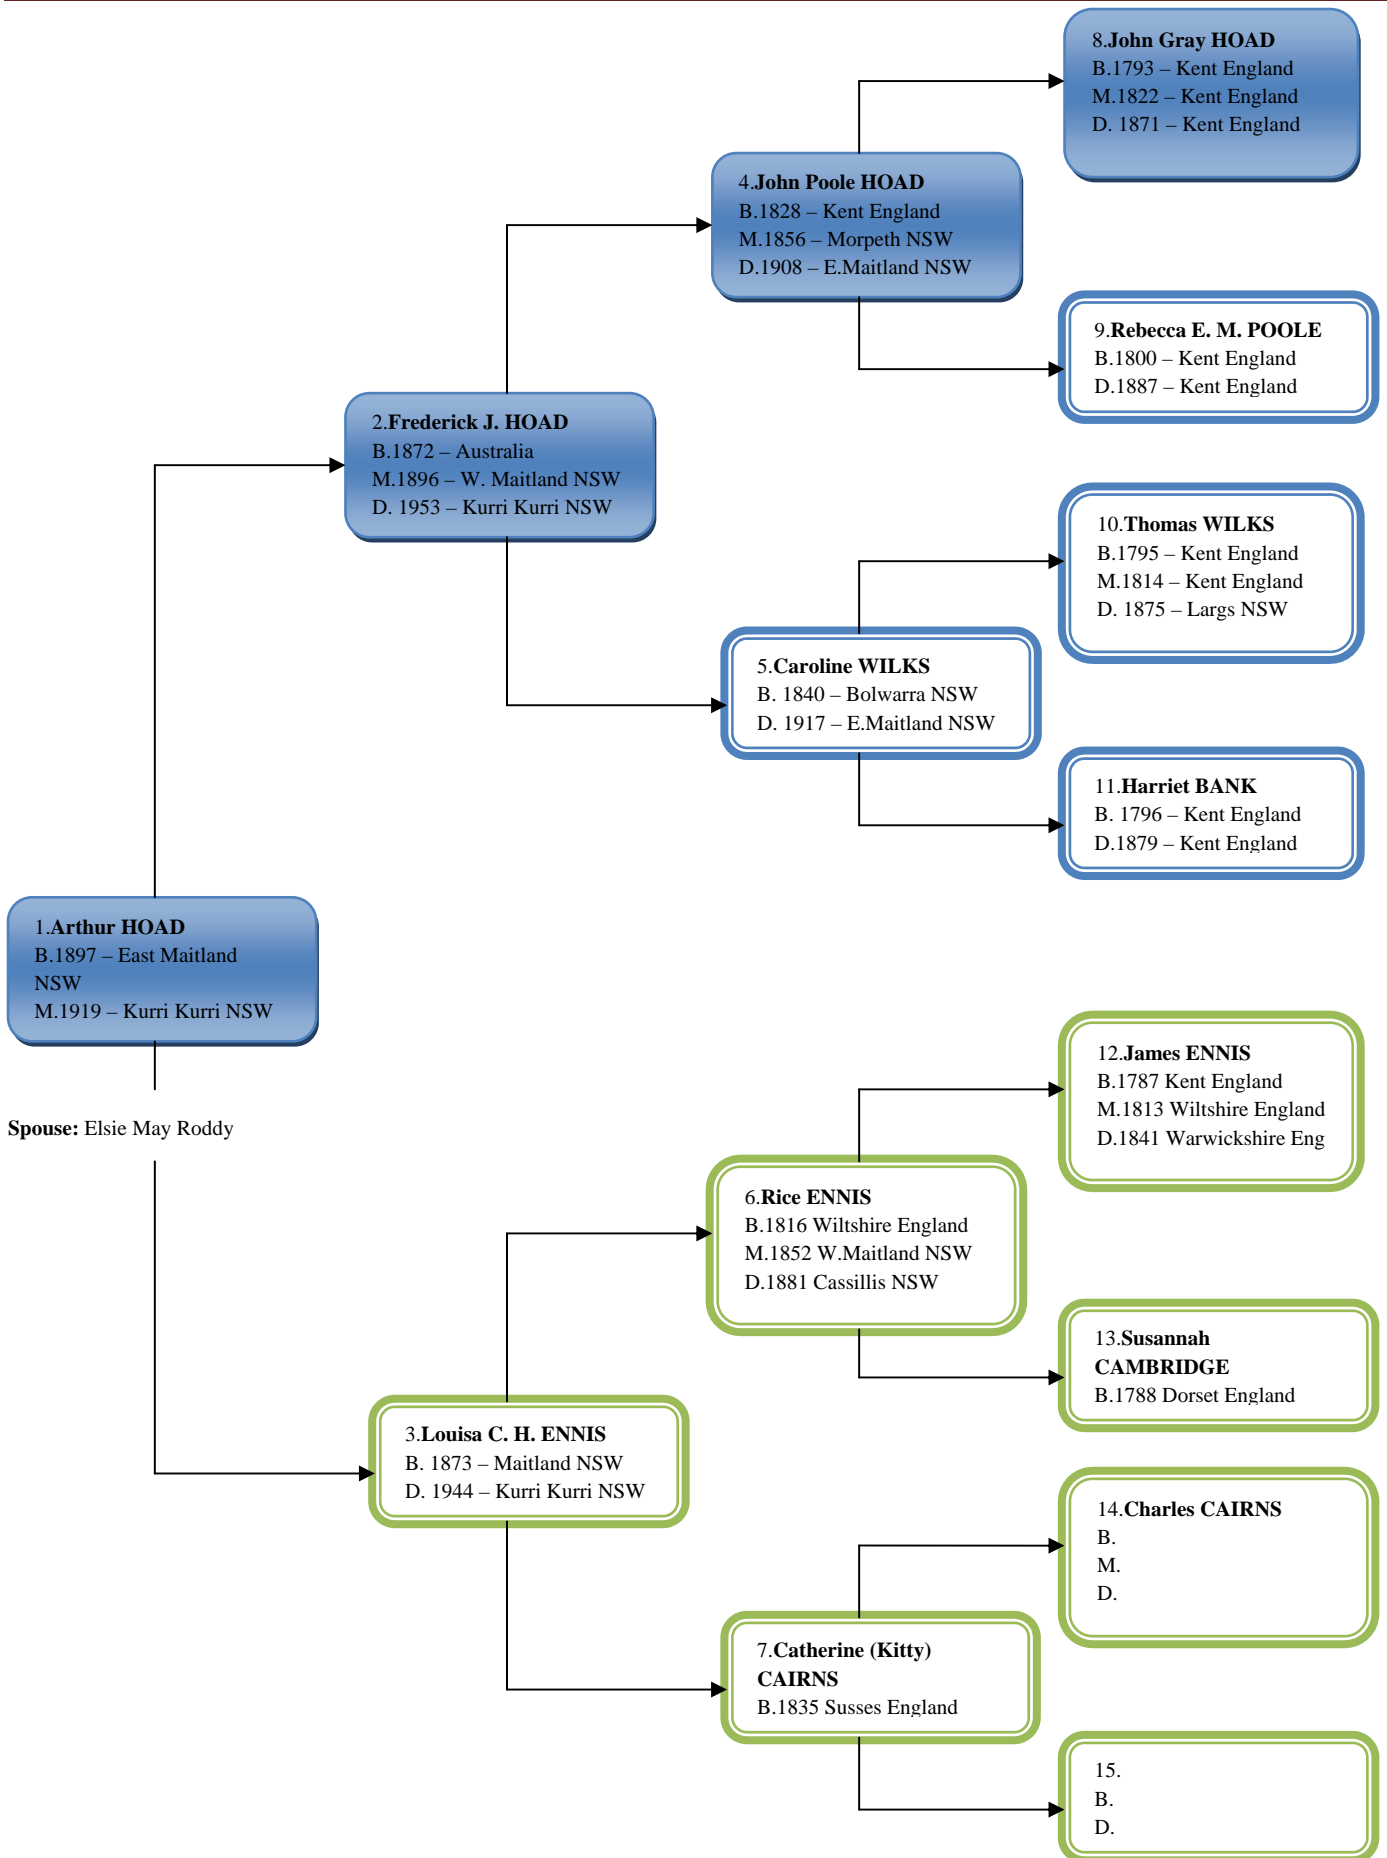 8.John Gray HOAD
B.1793 – Kent England
M.1822 – Kent England
D. 1871 – Kent England
4.John Poole HOAD
B.1828 – Kent England
M.1856 – Morpeth NSW
D.1908 – E.Maitland NSW
9.Rebecca E. M. POOLE
B.1800 – Kent England
D.1887 – Kent England
2.Frederick J. HOAD
B.1872 – Australia
M.1896 – W. Maitland NSW
D. 1953 – Kurri Kurri NSW
10.Thomas WILKS
B.1795 – Kent England
M.1814 – Kent England
D. 1875 – Largs NSW
5.Caroline WILKS
B. 1840 – Bolwarra NSW
D. 1917 – E.Maitland NSW
11.Harriet BANK
B. 1796 – Kent England
D.1879 – Kent England
1.Arthur HOAD
B.1897 – East Maitland
NSW
M.1919 – Kurri Kurri NSW
Spouse: Elsie May Roddy
12.James ENNIS
B.1787 Kent England
M.1813 Wiltshire England
D.1841 Warwickshire Eng
6.Rice ENNIS
B.1816 Wiltshire England
M.1852 W.Maitland NSW
D.1881 Cassillis NSW
13.Susannah
CAMBRIDGE
B.1788 Dorset England
3.Louisa C. H. ENNIS
B. 1873 – Maitland NSW
D. 1944 – Kurri Kurri NSW
14.Charles CAIRNS
B.
M.
D.
7.Catherine (Kitty)
CAIRNS
B.1835 Susses England
15.
B.
D.